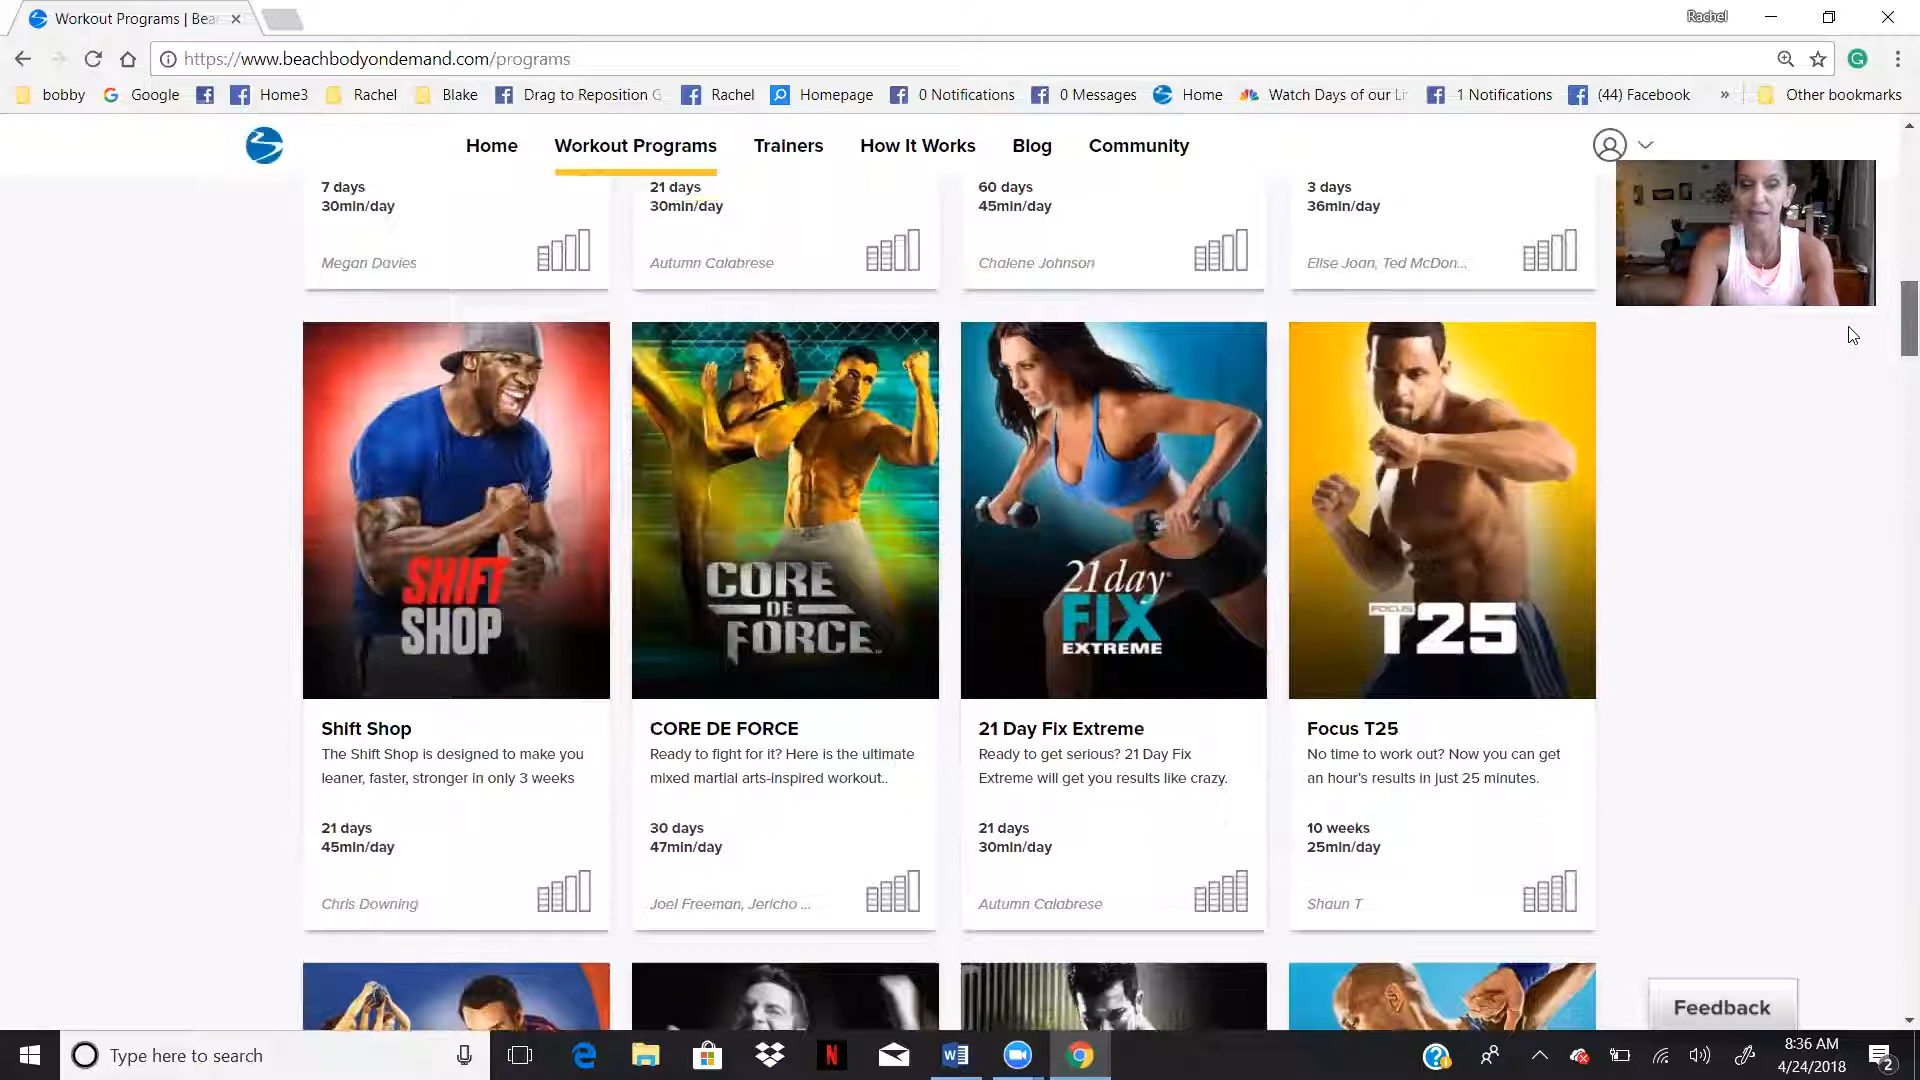 Workout Programs | Bea
Rachel
https://www.beachbodyondemand.com/programs
bobby
Google
Home3
Rachel
Blake
Drag to Reposition C
Rachel
Homepage
0 Notifications
0 Messages
Home
Watch Days of our Li
1 Notifications
(44) Facebook
»
Other bookmarks
Home
Workout Programs
Trainers
How It Works
Blog
Community
7 days
30min/day
Megan Davies
21 days
30min/day
Autumn Calabrese
60 days
45min/day
Chalene Johnson
3 days
36min/day
Elise Joan, Ted McDon...
SHIFT
SHOP
Shift Shop
The Shift Shop is designed to make you
leaner, faster, stronger in only 3 weeks
21 days
45min/day
Chris Downing
CORE
DE
FORCE
CORE DE FORCE
Ready to fight for it? Here is the ultimate
mixed martial arts-inspired workout..
30 days
47min/day
Joel Freeman, Jericho ...
21 day
FIX
EXTREME
21 Day Fix Extreme
Ready to get serious? 21 Day Fix
Extreme will get you results like crazy.
21 days
30min/day
Autumn Calabrese
FOCUS
T25
Focus T25
No time to work out? Now you can get
an hour's results in just 25 minutes.
10 weeks
25min/day
Shaun T
Feedback
Type here to search
8:36 AM
4/24/2018
2